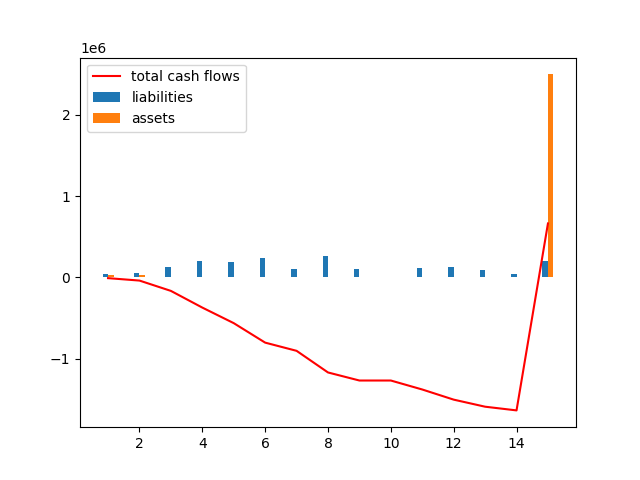 1e6
total cash flows
liabilities
assets
2
1
0
−1
2 4 6 8 10 12 14